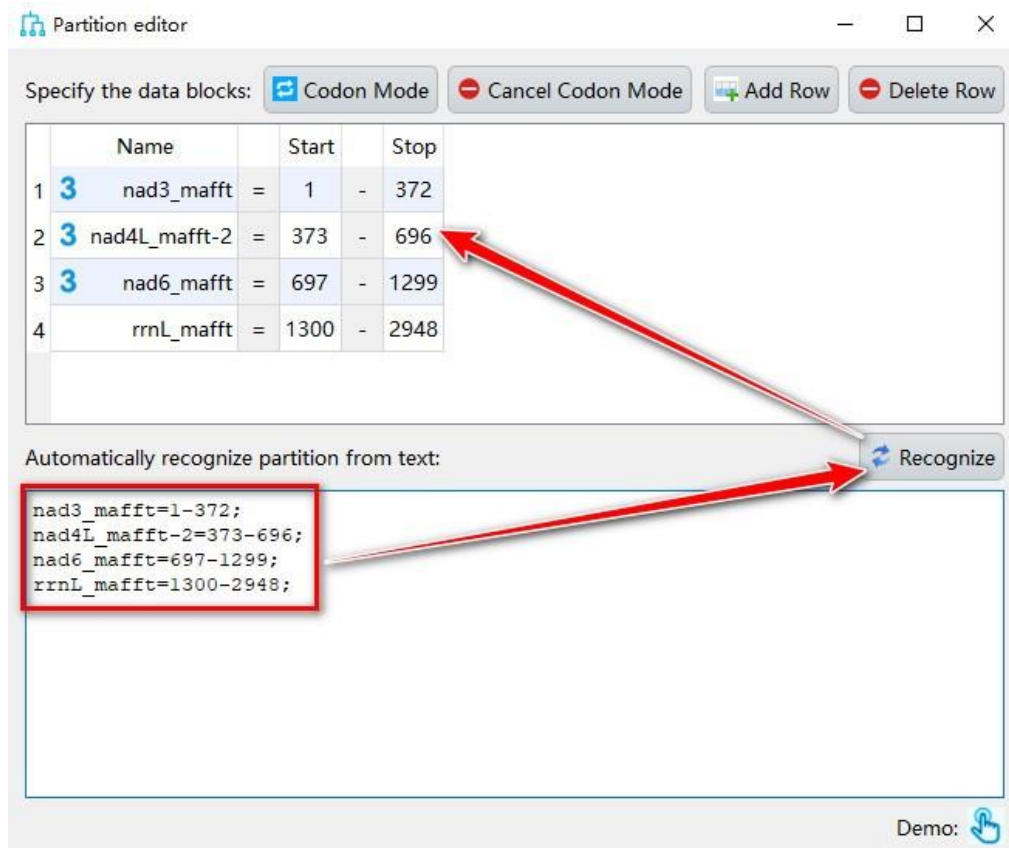 Partition editor
Specify the data blocks: Codon Mode Cancel Codon Mode Add Row Delete Row
Name Start Stop
1 3 nad3_mafft = 1 - 372
2 3 nad4L_mafft-2 = 373 - 696
3 3 nad6_mafft = 697 - 1299
4 rrnL_mafft = 1300 - 2948
Automatically recognize partition from text: Recognize
nad3_mafft=1-372;
nad4L_mafft-2=373-696;
nad6_mafft=697-1299;
rrnL_mafft=1300-2948;
Demo: